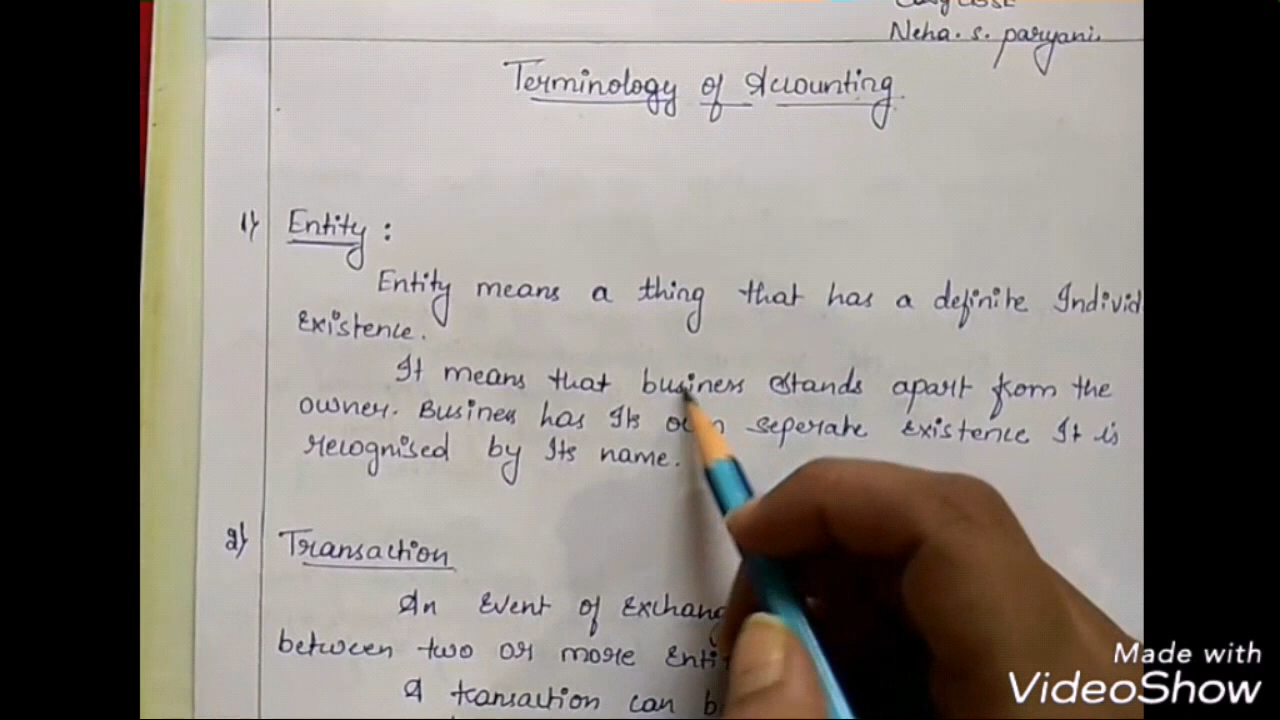 Neha. S. paryani.
Terminology of Accounting
1) Entity :
Entity means a thing that has a definite Individ
Existence.
It means that business stands apart from the
owner. Busines has Its own seperate Existence It is
recognised by Its name.
2) Transaction
An Event of Exchang
between two or more Enti
A transaction can b
Made with
VideoShow